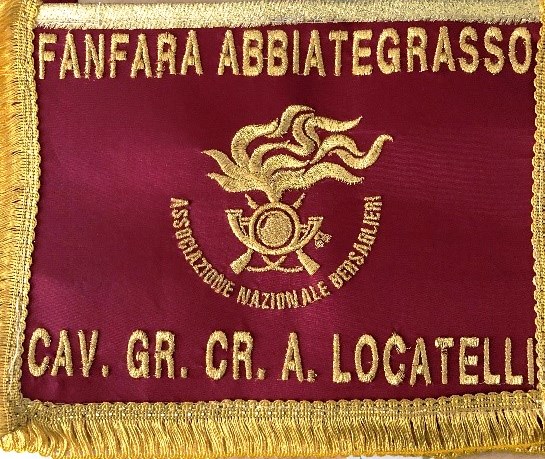 FANFARA ABBIATEGRASSO
ASSOCIAZIONE NAZIONALE BERSAGLIERI
CAV. GR. CR. A. LOCATELLI